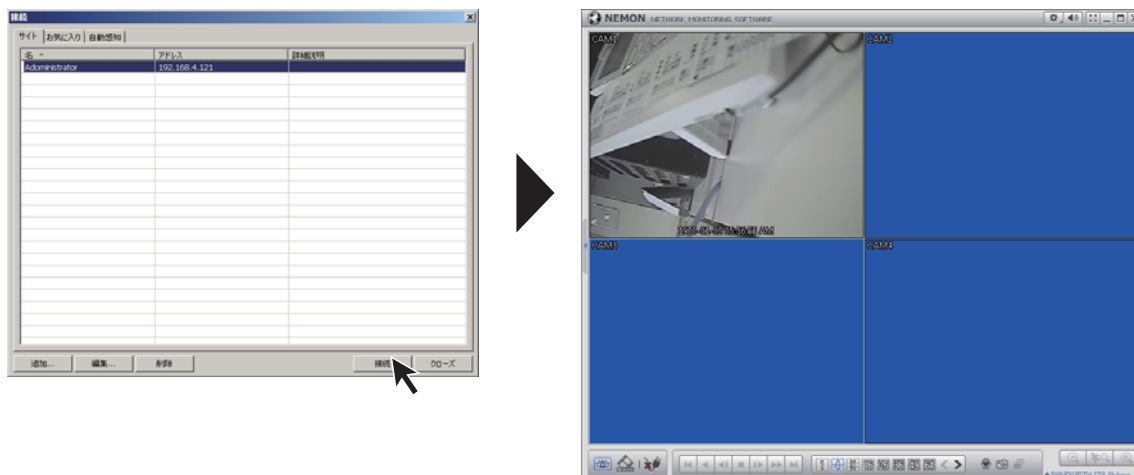 接続
サイト お気に入り 自動感知
名 アドレス 詳細説明
Adoministrator 192.168.4.121
追加... 編集... 削除 接続 クローズ
NEMON NETWORK MONITORING SOFTWARE
CAM1 CAM2
CAM3 CAM4